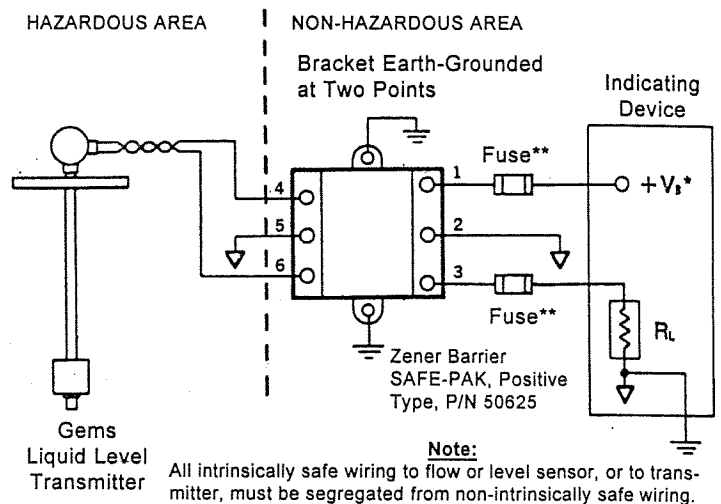 HAZARDOUS AREA
NON-HAZARDOUS AREA
Bracket Earth-Grounded
at Two Points
Indicating
Device
Fuse**
1
+VB*
4
5
2
6
3
Fuse**
RL
Zener Barrier
SAFE-PAK, Positive
Type, P/N 50625
Gems
Liquid Level
Transmitter
Note:
All intrinsically safe wiring to flow or level sensor, or to trans-
mitter, must be segregated from non-intrinsically safe wiring.